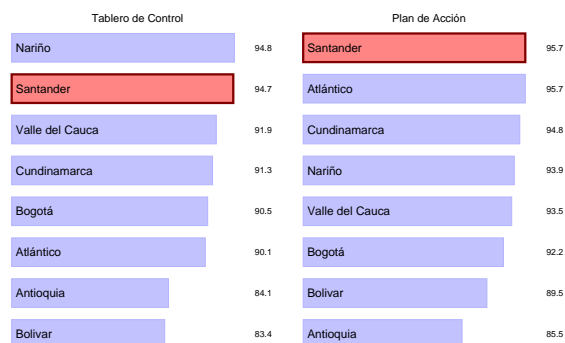 Tablero de Control
Nariño 94.8
Santander 94.7
Valle del Cauca 91.9
Cundinamarca 91.3
Bogotá 90.5
Atlántico 90.1
Antioquia 84.1
Bolivar 83.4
Plan de Acción
Santander 95.7
Atlántico 95.7
Cundinamarca 94.8
Nariño 93.9
Valle del Cauca 93.5
Bogotá 92.2
Bolivar 89.5
Antioquia 85.5